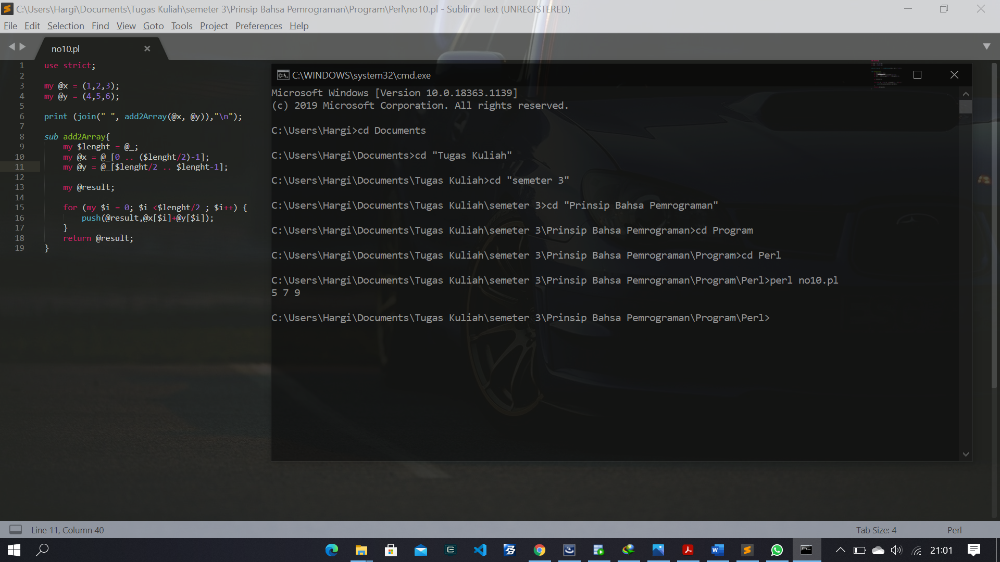 C:\Users\Hargi\Documents\Tugas Kuliah\semeter 3\Prinsip Bahsa Pemrograman\Program\Perl\no10.pl - Sublime Text (UNREGISTERED)
File Edit Selection Find View Goto Tools Project Preferences Help
no10.pl
1 use strict;
2
3 my @x = (1,2,3);
4 my @y = (4,5,6);
5
6 print (join(" ", add2Array(@x, @y)),"\n");
7
8 sub add2Array{
9 my $lenght = @_;
10 my @x = @_[0 .. ($lenght/2)-1];
11 my @y = @_[$lenght/2 .. $lenght-1];
12
13 my @result;
14
15 for (my $i = 0; $i <$lenght/2 ; $i++) {
16 push(@result,@x[$i]+@y[$i]);
17 }
18 return @result;
19 }
C:\WINDOWS\system32\cmd.exe
Microsoft Windows [Version 10.0.18363.1139]
(c) 2019 Microsoft Corporation. All rights reserved.
C:\Users\Hargi>cd Documents
C:\Users\Hargi\Documents>cd "Tugas Kuliah"
C:\Users\Hargi\Documents\Tugas Kuliah>cd "semeter 3"
C:\Users\Hargi\Documents\Tugas Kuliah\semeter 3>cd "Prinsip Bahsa Pemrograman"
C:\Users\Hargi\Documents\Tugas Kuliah\semeter 3\Prinsip Bahsa Pemrograman>cd Program
C:\Users\Hargi\Documents\Tugas Kuliah\semeter 3\Prinsip Bahsa Pemrograman\Program>cd Perl
C:\Users\Hargi\Documents\Tugas Kuliah\semeter 3\Prinsip Bahsa Pemrograman\Program\Perl>perl no10.pl
5 7 9
C:\Users\Hargi\Documents\Tugas Kuliah\semeter 3\Prinsip Bahsa Pemrograman\Program\Perl>
Line 11, Column 40
Tab Size: 4
Perl
21:01